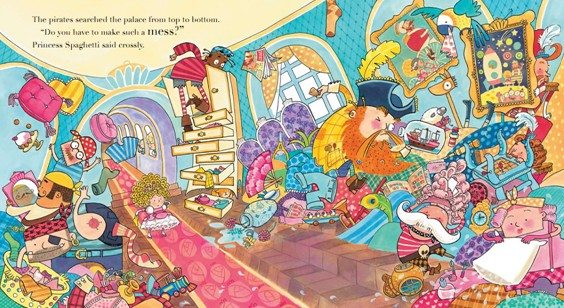 The pirates searched the palace from top to bottom.
"Do you have to make such a mess?"
Princess Spaghetti said crossly.